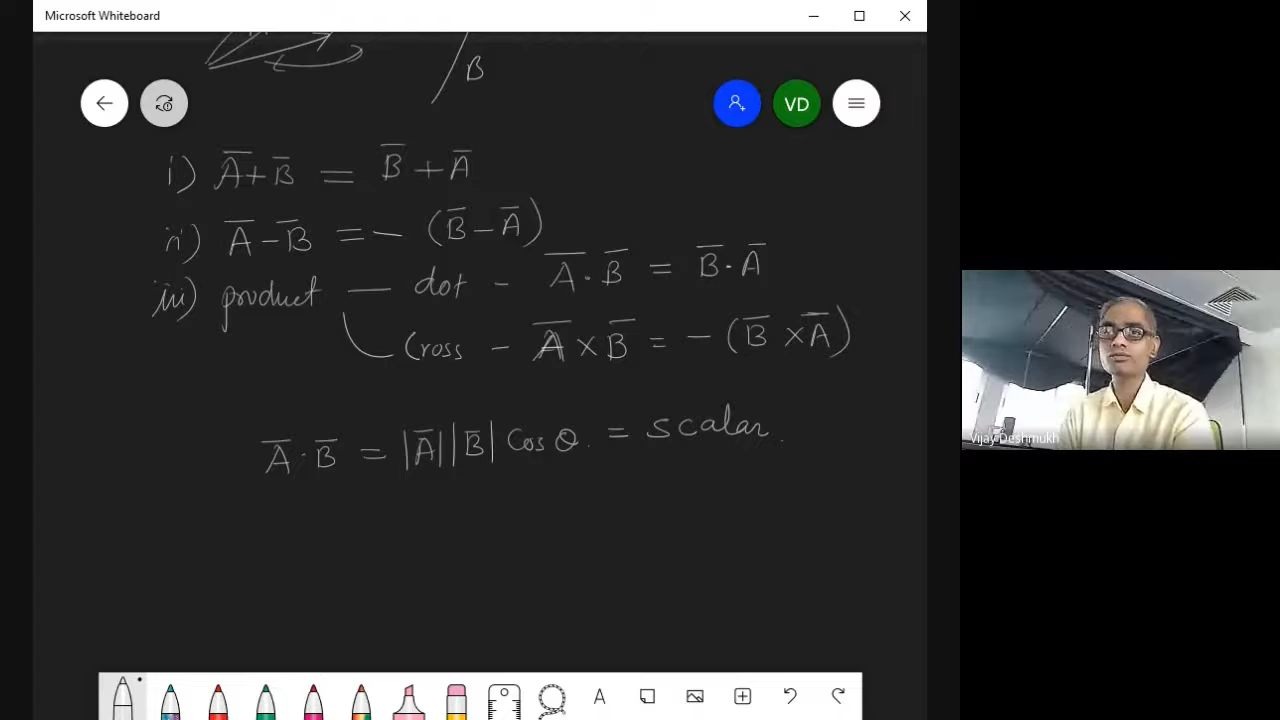 Microsoft Whiteboard
B
VD
i) A̅ + B̅ = B̅ + A̅
ii) A̅ - B̅ = - (B̅ - A̅)
iii) product — dot - A̅ · B̅ = B̅ · A̅
Cross - A̅ × B̅ = - (B̅ × A̅)
A̅ · B̅ = |A̅| |B̅| Cos θ. = scalar.
Vijay Deshmukh
A